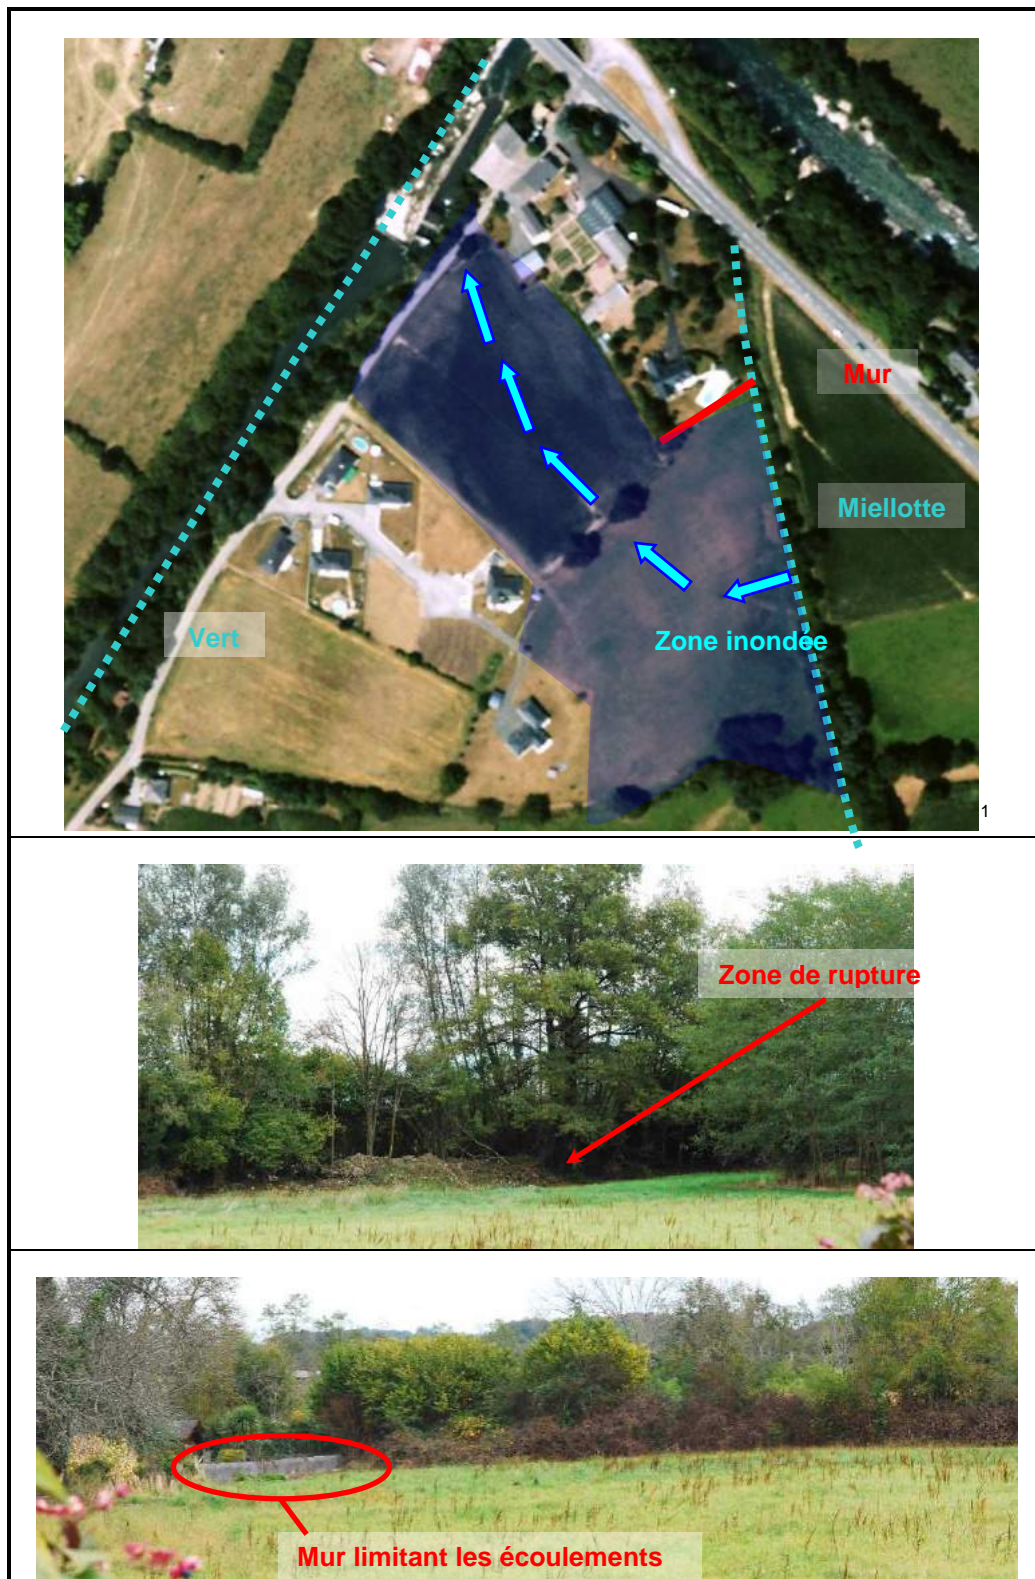 Mur
Miellotte
Vert
Zone inondée
1
Zone de rupture
Mur limitant les écoulements